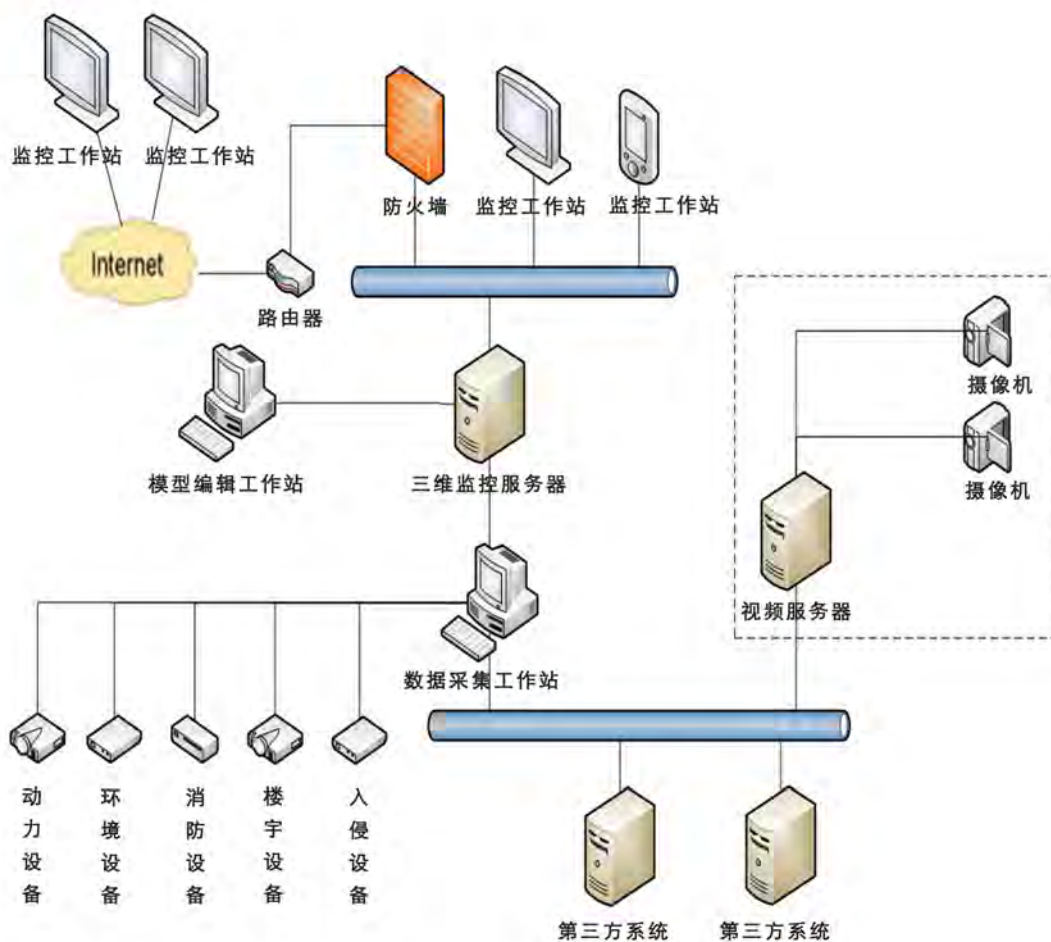 监控工作站
监控工作站
防火墙
监控工作站
监控工作站
Internet
路由器
摄像机
模型编辑工作站
三维监控服务器
摄像机
视频服务器
数据采集工作站
动力设备
环境设备
消防设备
楼宇设备
入侵设备
第三方系统
第三方系统